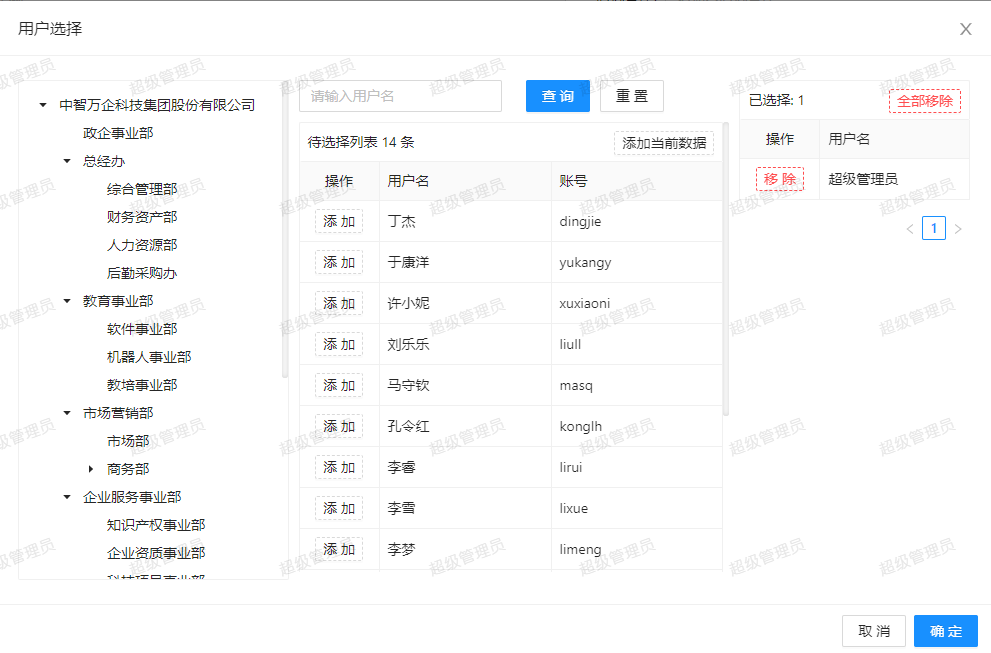 用户选择
中智万企科技集团股份有限公司
政企事业部
总经办
综合管理部
财务资产部
人力资源部
后勤采购办
教育事业部
软件事业部
机器人事业部
教培事业部
市场营销部
市场部
商务部
企业服务事业部
知识产权事业部
企业资质事业部
科技项目事业部
请输入用户名
查 询
重 置
待选择列表 14 条
添加当前数据
操作 用户名 账号
添 加 丁杰 dingjie
添 加 于康洋 yukangy
添 加 许小妮 xuxiaoni
添 加 刘乐乐 liull
添 加 马守钦 masq
添 加 孔令红 konglh
添 加 李睿 lirui
添 加 李雪 lixue
添 加 李梦 limeng
已选择: 1
全部移除
操作 用户名
移 除 超级管理员
1
取 消
确 定
超级管理员